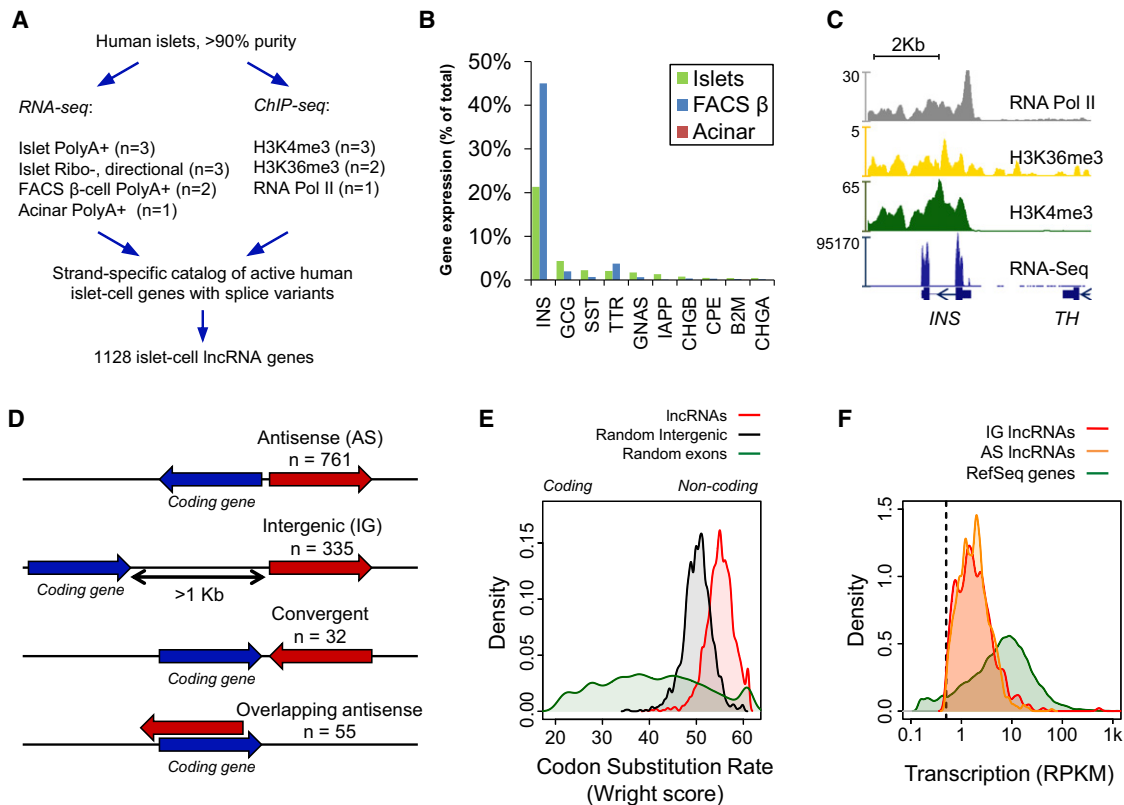 A
Human islets, >90% purity
RNA-seq:
Islet PolyA+ (n=3)
Islet Ribo-, directional (n=3)
FACS β-cell PolyA+ (n=2)
Acinar PolyA+ (n=1)
ChIP-seq:
H3K4me3 (n=3)
H3K36me3 (n=2)
RNA Pol II (n=1)
Strand-specific catalog of active human
islet-cell genes with splice variants
1128 islet-cell lncRNA genes
B
Gene expression (% of total)
50%
40%
30%
20%
10%
0%
Islets
FACS β
Acinar
INS
GCG
SST
TTR
GNAS
IAPP
CHGB
CPE
B2M
CHGA
C
2Kb
30
RNA Pol II
5
H3K36me3
65
H3K4me3
95170
RNA-Seq
INS
TH
D
Antisense (AS)
n = 761
Coding gene
Intergenic (IG)
n = 335
Coding gene
>1 Kb
Convergent
n = 32
Coding gene
Overlapping antisense
n = 55
Coding gene
E
lncRNAs
Random Intergenic
Random exons
Coding
Non-coding
Density
0.15
0.10
0.05
0.00
20
30
40
50
60
Codon Substitution Rate
(Wright score)
F
IG lncRNAs
AS lncRNAs
RefSeq genes
Density
1.5
1.0
0.5
0.0
0.1
1
10
100
1k
Transcription (RPKM)